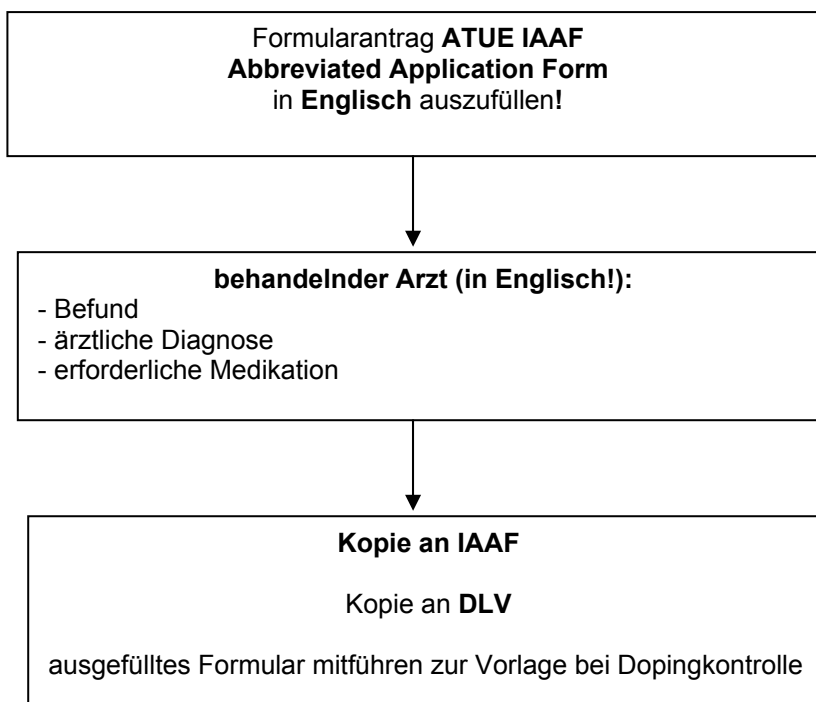 Formularantrag ATUE IAAF
Abbreviated Application Form
in Englisch auszufüllen!
behandelnder Arzt (in Englisch!):
- Befund
- ärztliche Diagnose
- erforderliche Medikation
Kopie an IAAF
Kopie an DLV
ausgefülltes Formular mitführen zur Vorlage bei Dopingkontrolle